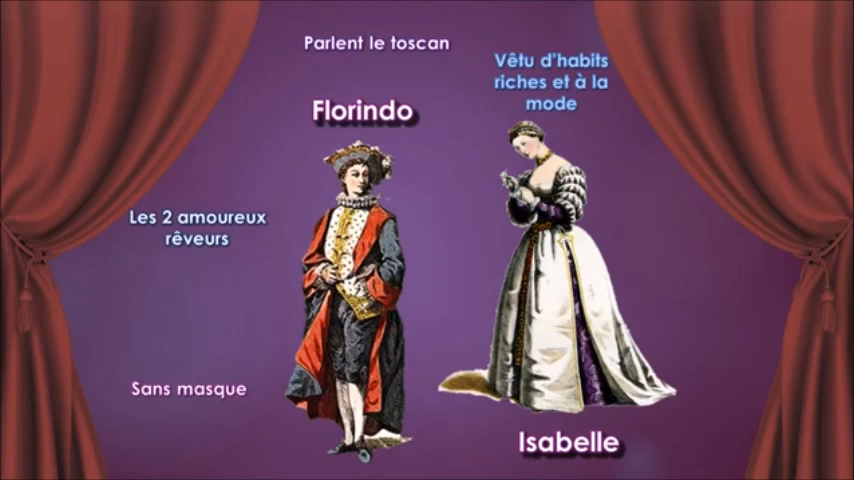 Parlent le toscan
Vêtu d'habits
riches et à la
mode
Florindo
Les 2 amoureux
rêveurs
Sans masque
Isabelle